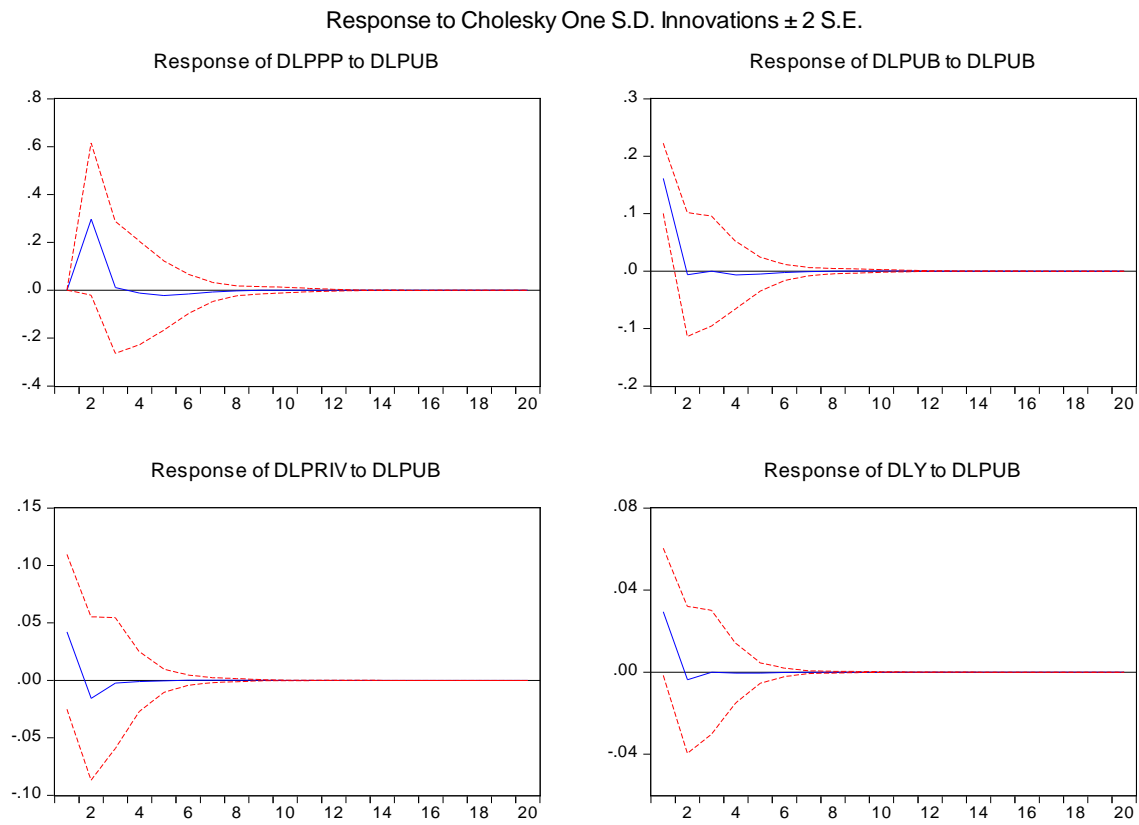 Response to Cholesky One S.D. Innovations ± 2 S.E.
Response of DLPPP to DLPUB
.8
.6
.4
.2
.0
-.2
-.4
2 4 6 8 10 12 14 16 18 20
Response of DLPUB to DLPUB
.3
.2
.1
.0
-.1
-.2
2 4 6 8 10 12 14 16 18 20
Response of DLPRIV to DLPUB
.15
.10
.05
.00
-.05
-.10
2 4 6 8 10 12 14 16 18 20
Response of DLY to DLPUB
.08
.04
.00
-.04
2 4 6 8 10 12 14 16 18 20